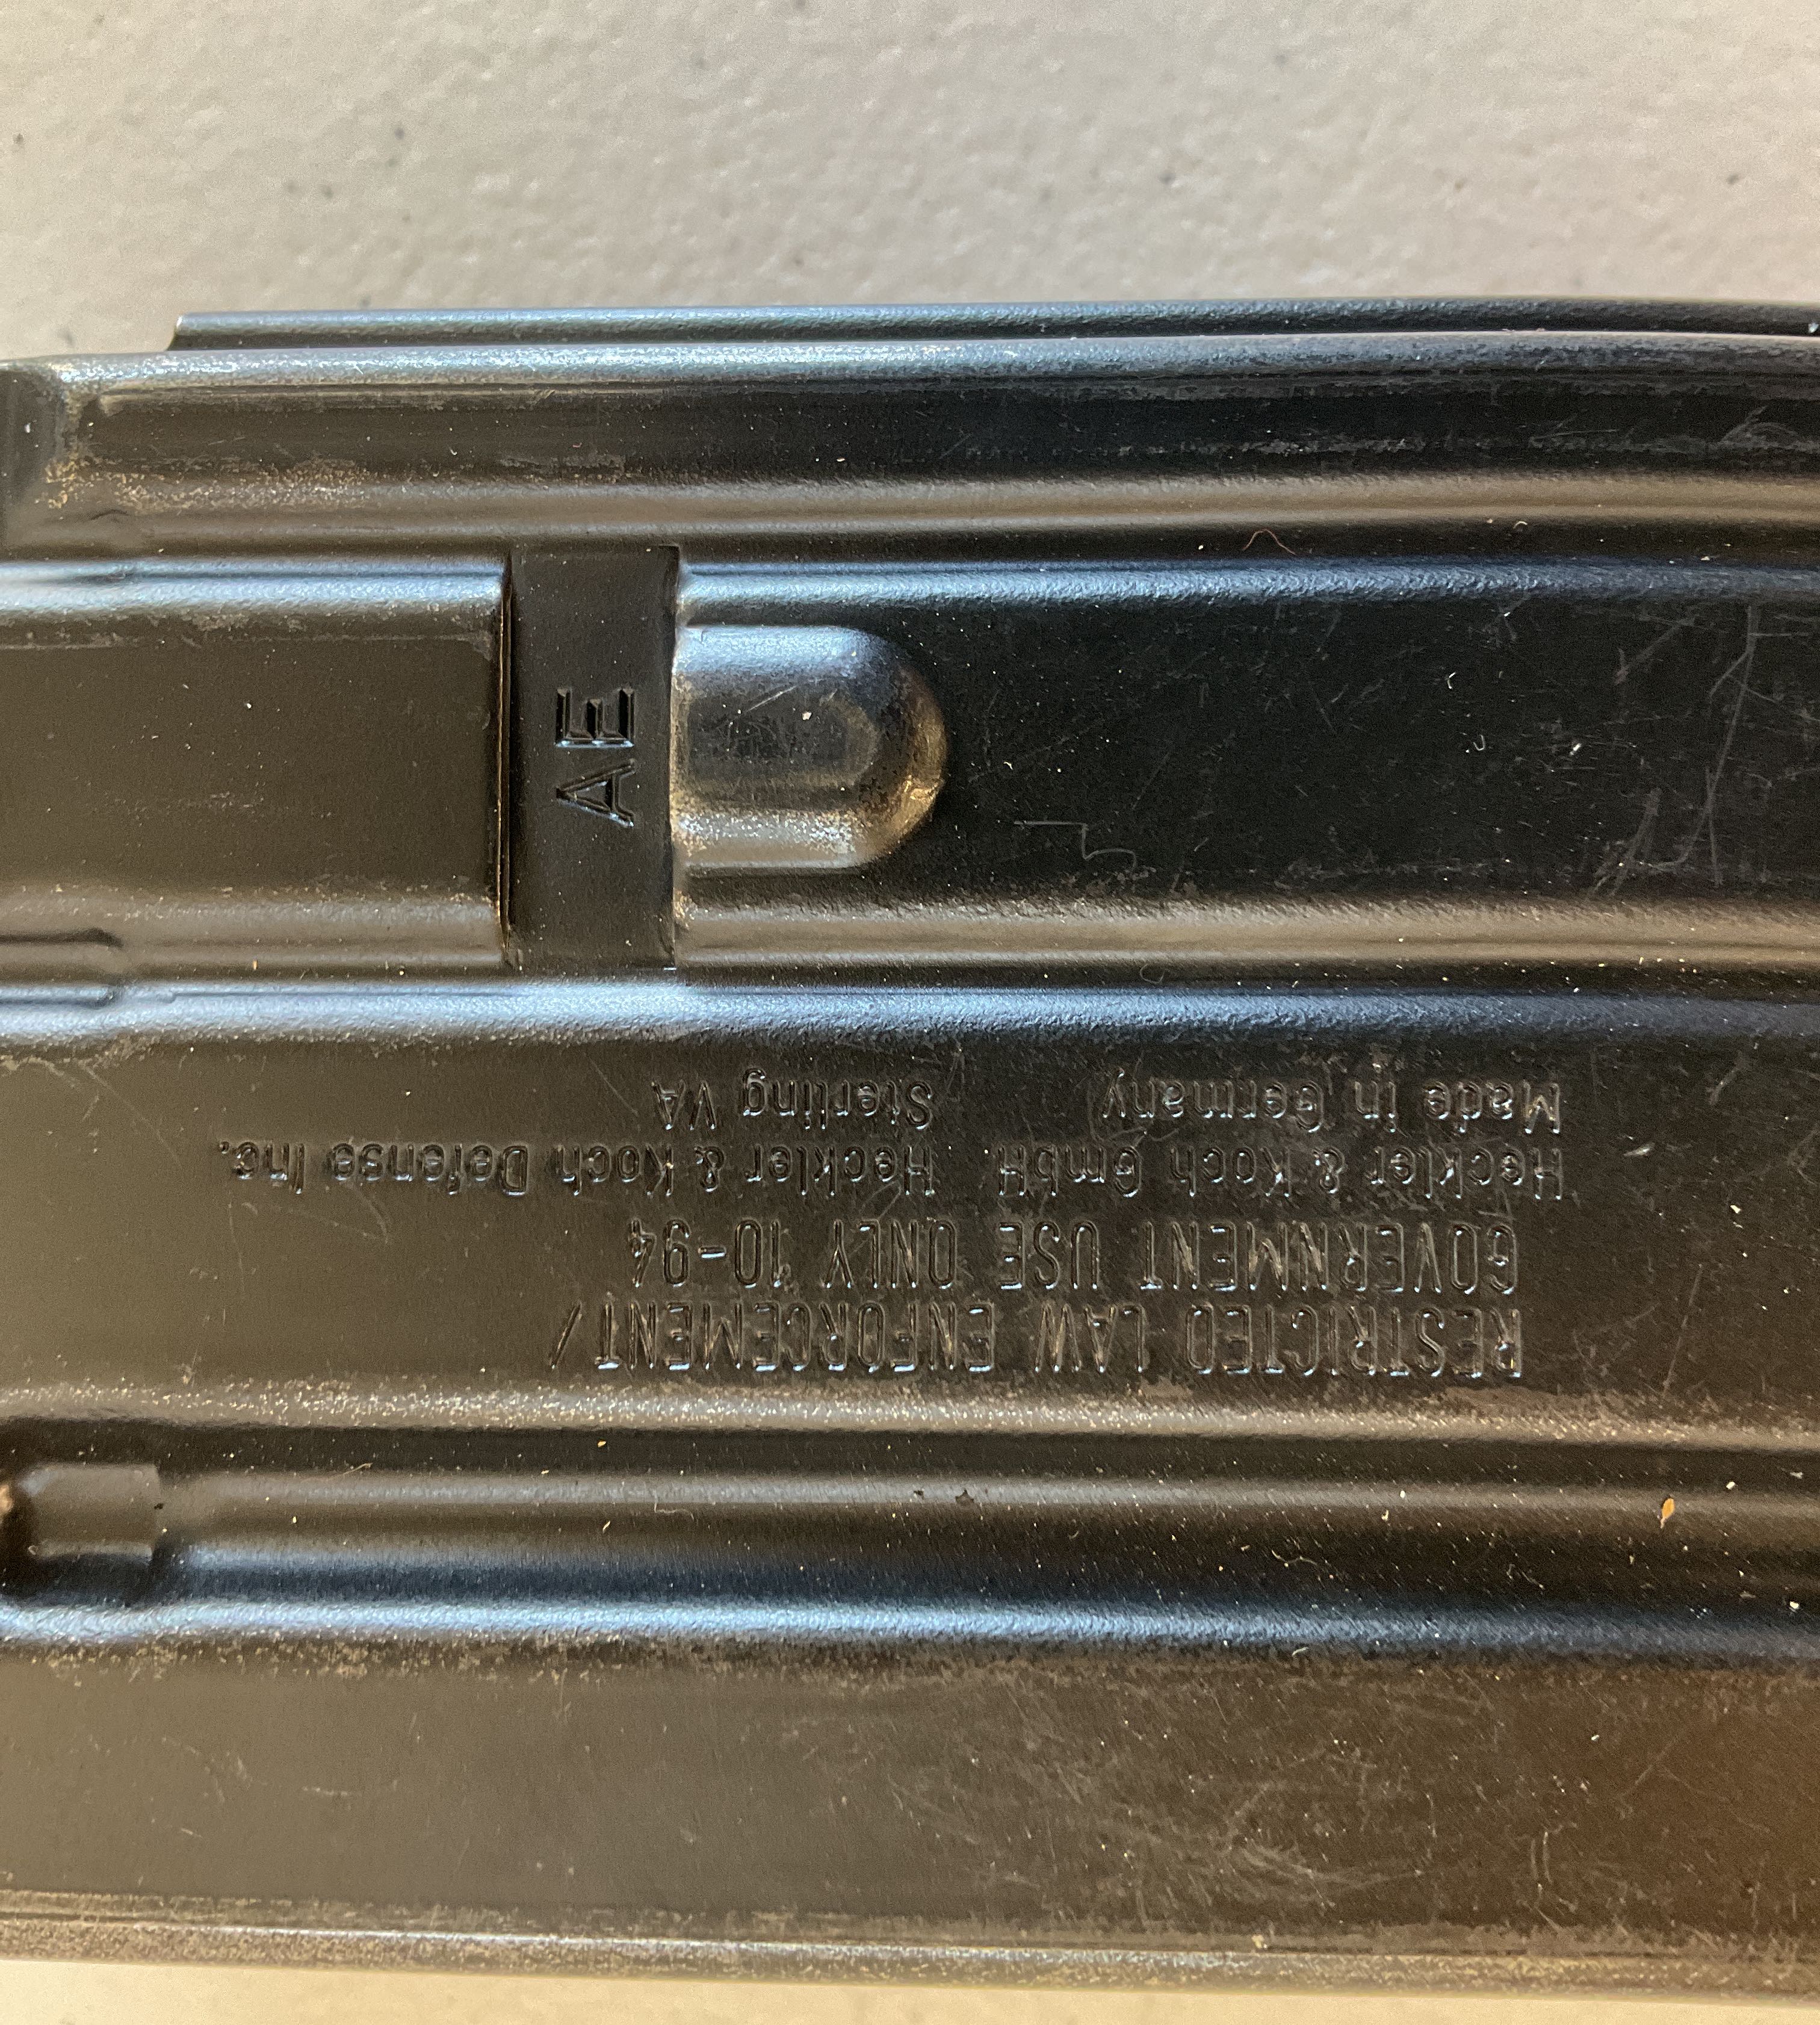 RESTRICTED LAW ENFORCEMENT/
GOVERNMENT USE ONLY 10-94
Heckler & Koch GmbH Heckler & Koch Defense Inc.
Made in Germany Sterling VA
AE